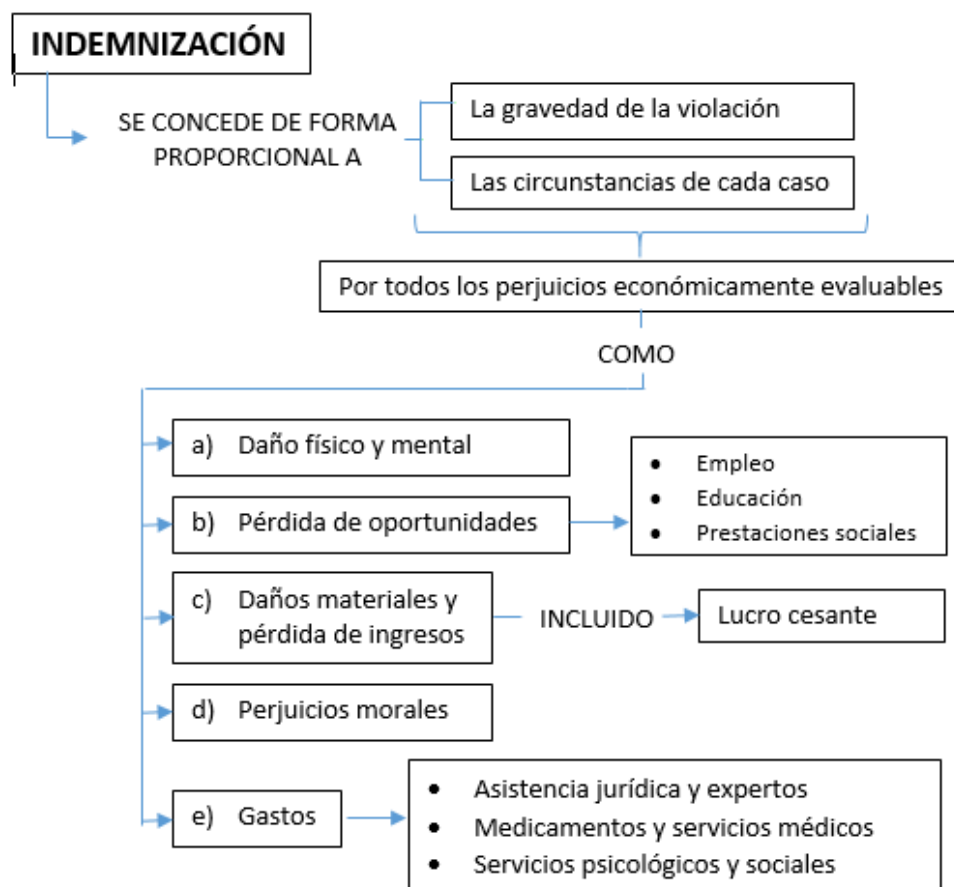 INDEMNIZACIÓN
SE CONCEDE DE FORMA
PROPORCIONAL A
La gravedad de la violación
Las circunstancias de cada caso
Por todos los perjuicios económicamente evaluables
COMO
a) Daño físico y mental
b) Pérdida de oportunidades
• Empleo
• Educación
• Prestaciones sociales
c) Daños materiales y
pérdida de ingresos
INCLUIDO
Lucro cesante
d) Perjuicios morales
e) Gastos
• Asistencia jurídica y expertos
• Medicamentos y servicios médicos
• Servicios psicológicos y sociales